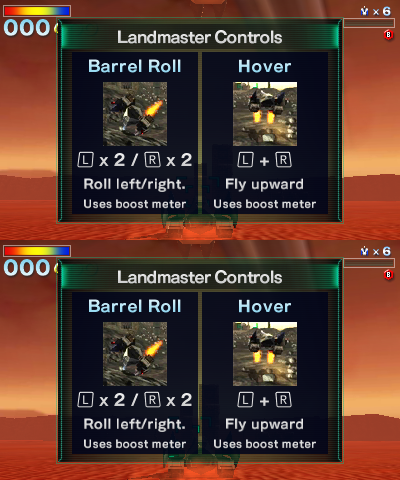 000
V x 6
B
Landmaster Controls
Barrel Roll
Hover
L x 2 / R x 2
L + R
Roll left/right.
Fly upward
Uses boost meter
Uses boost meter
000
V x 6
B
Landmaster Controls
Barrel Roll
Hover
L x 2 / R x 2
L + R
Roll left/right.
Fly upward
Uses boost meter
Uses boost meter